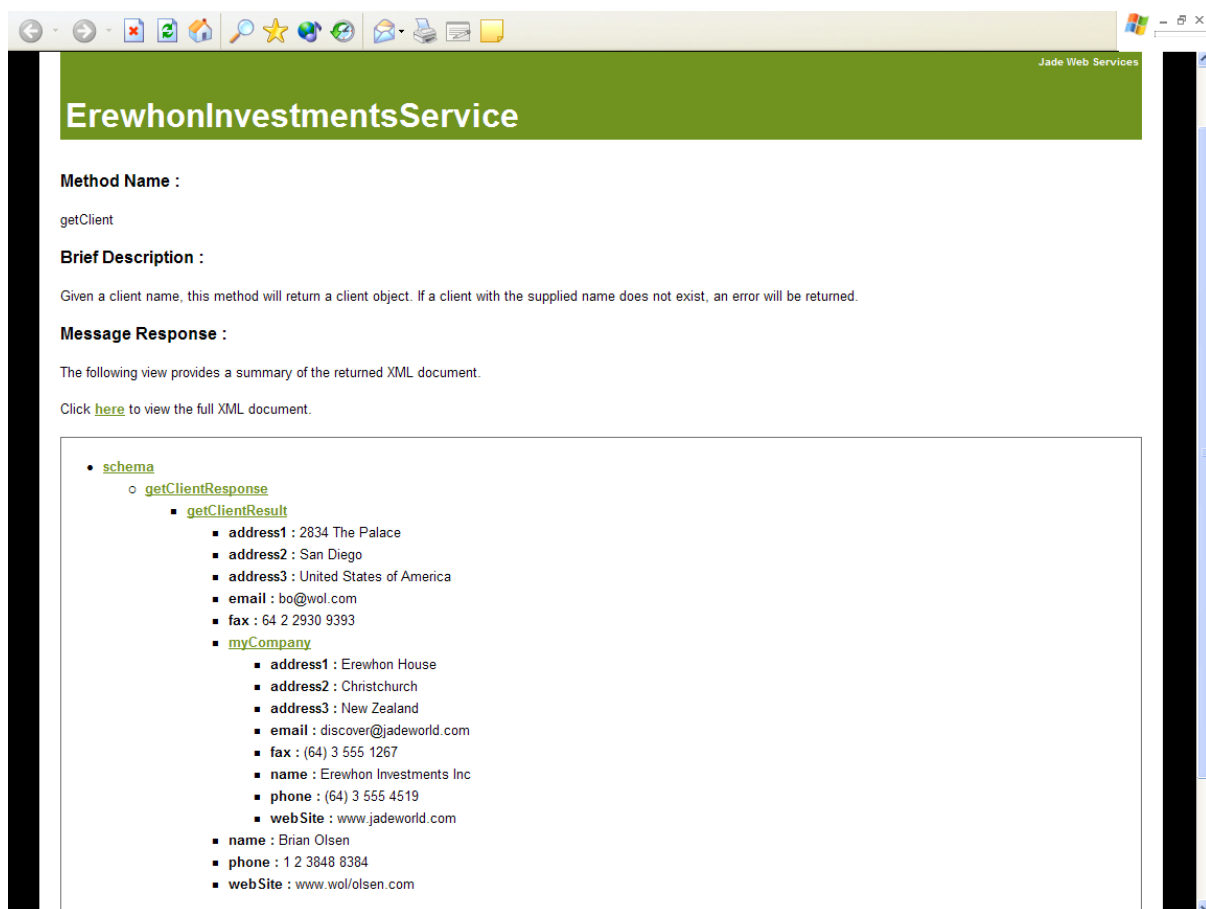 Jade Web Services
ErewhonInvestmentsService
Method Name :
getClient
Brief Description :
Given a client name, this method will return a client object. If a client with the supplied name does not exist, an error will be returned.
Message Response :
The following view provides a summary of the returned XML document.
Click here to view the full XML document.
schema
getClientResponse
getClientResult
address1 : 2834 The Palace
address2 : San Diego
address3 : United States of America
email : bo@wol.com
fax : 64 2 2930 9393
myCompany
address1 : Erewhon House
address2 : Christchurch
address3 : New Zealand
email : discover@jadeworld.com
fax : (64) 3 555 1267
name : Erewhon Investments Inc
phone : (64) 3 555 4519
webSite : www.jadeworld.com
name : Brian Olsen
phone : 1 2 3848 8384
webSite : www.wol/olsen.com